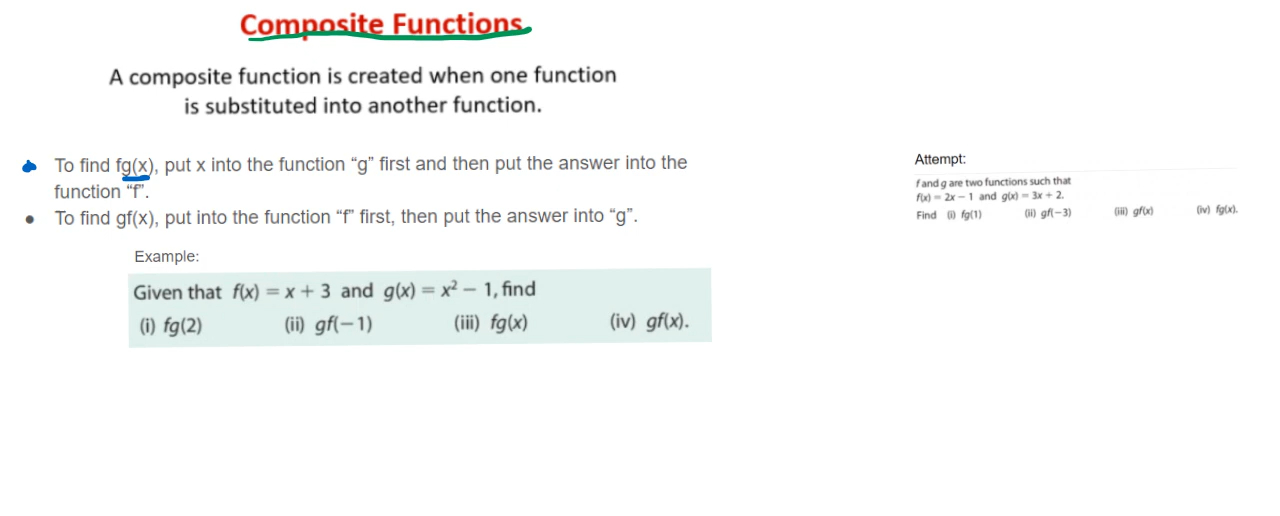 Composite Functions
A composite function is created when one function
is substituted into another function.
To find fg(x), put x into the function “g” first and then put the answer into the
function “f”.
• To find gf(x), put into the function “f” first, then put the answer into “g”.
Example:
Given that f(x) = x + 3 and g(x) = x² − 1, find
(i) fg(2) (ii) gf(−1) (iii) fg(x) (iv) gf(x).
Attempt:
f and g are two functions such that
f(x) = 2x − 1 and g(x) = 3x + 2.
Find (i) fg(1) (ii) gf(−3) (iii) gf(x) (iv) fg(x).